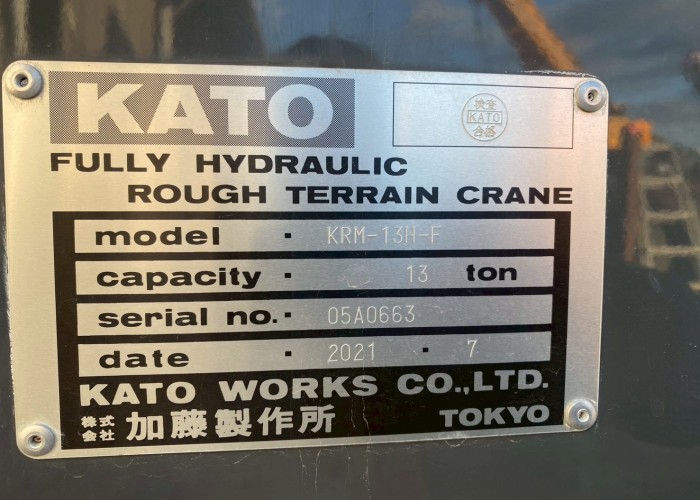 KATO
検査
KATO
合格
FULLY HYDRAULIC
ROUGH TERRAIN CRANE
model · KRM-13H-F
capacity · 13 ton
serial no. · 05A0663
date · 2021 · 7
KATO WORKS CO.,LTD.
株式会社 加藤製作所 TOKYO